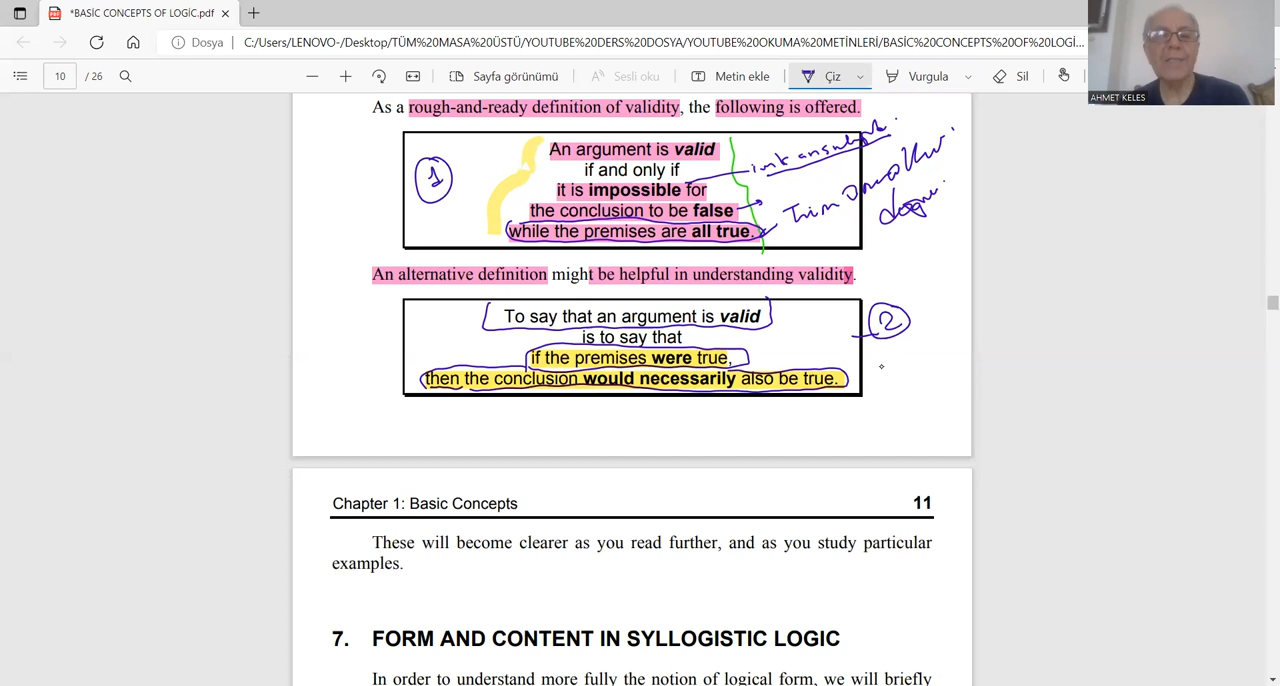 *BASIC CONCEPTS OF LOGİC.pdf
Dosya
C:/Users/LENOVO-/Desktop/TÜM%20MASA%20ÜSTÜ/YOUTUBE%20DERS%20DOSYA/YOUTUBE%20OKUMA%20METİNLERİ/BASİC%20CONCEPTS%20OF%20LOGİ...
10 / 26
Sayfa görünümü
Sesli oku
Metin ekle
Çiz
Vurgula
Sil
AHMET KELES
As a rough-and-ready definition of validity, the following is offered.
1
An argument is valid
if and only if
it is impossible for
the conclusion to be false
while the premises are all true.
An alternative definition might be helpful in understanding validity.
To say that an argument is valid
is to say that
if the premises were true,
then the conclusion would necessarily also be true.
2
Chapter 1: Basic Concepts 11
These will become clearer as you read further, and as you study particular
examples.
7. FORM AND CONTENT IN SYLLOGISTIC LOGIC
In order to understand more fully the notion of logical form, we will briefly